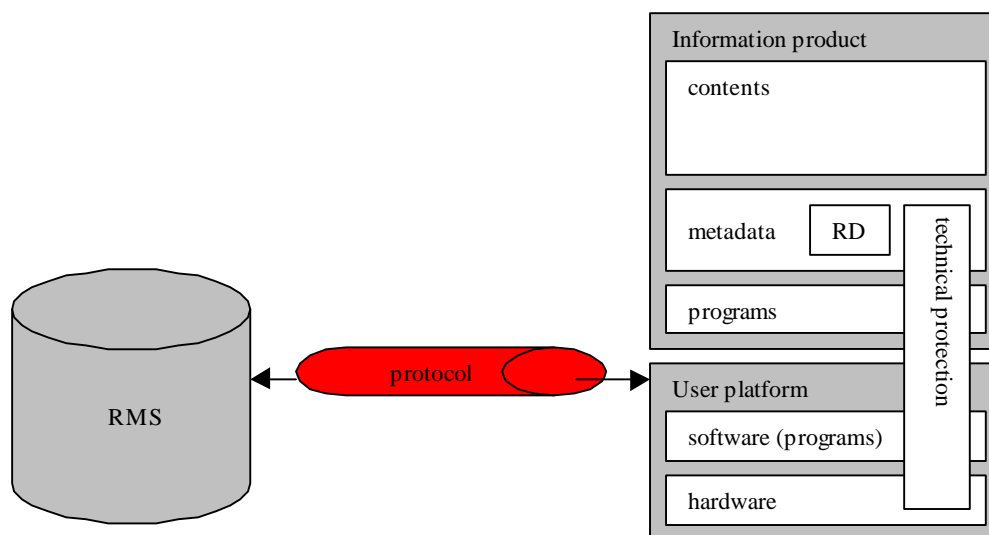 Information product
contents
metadata
RD
technical protection
programs
protocol
RMS
User platform
software (programs)
hardware